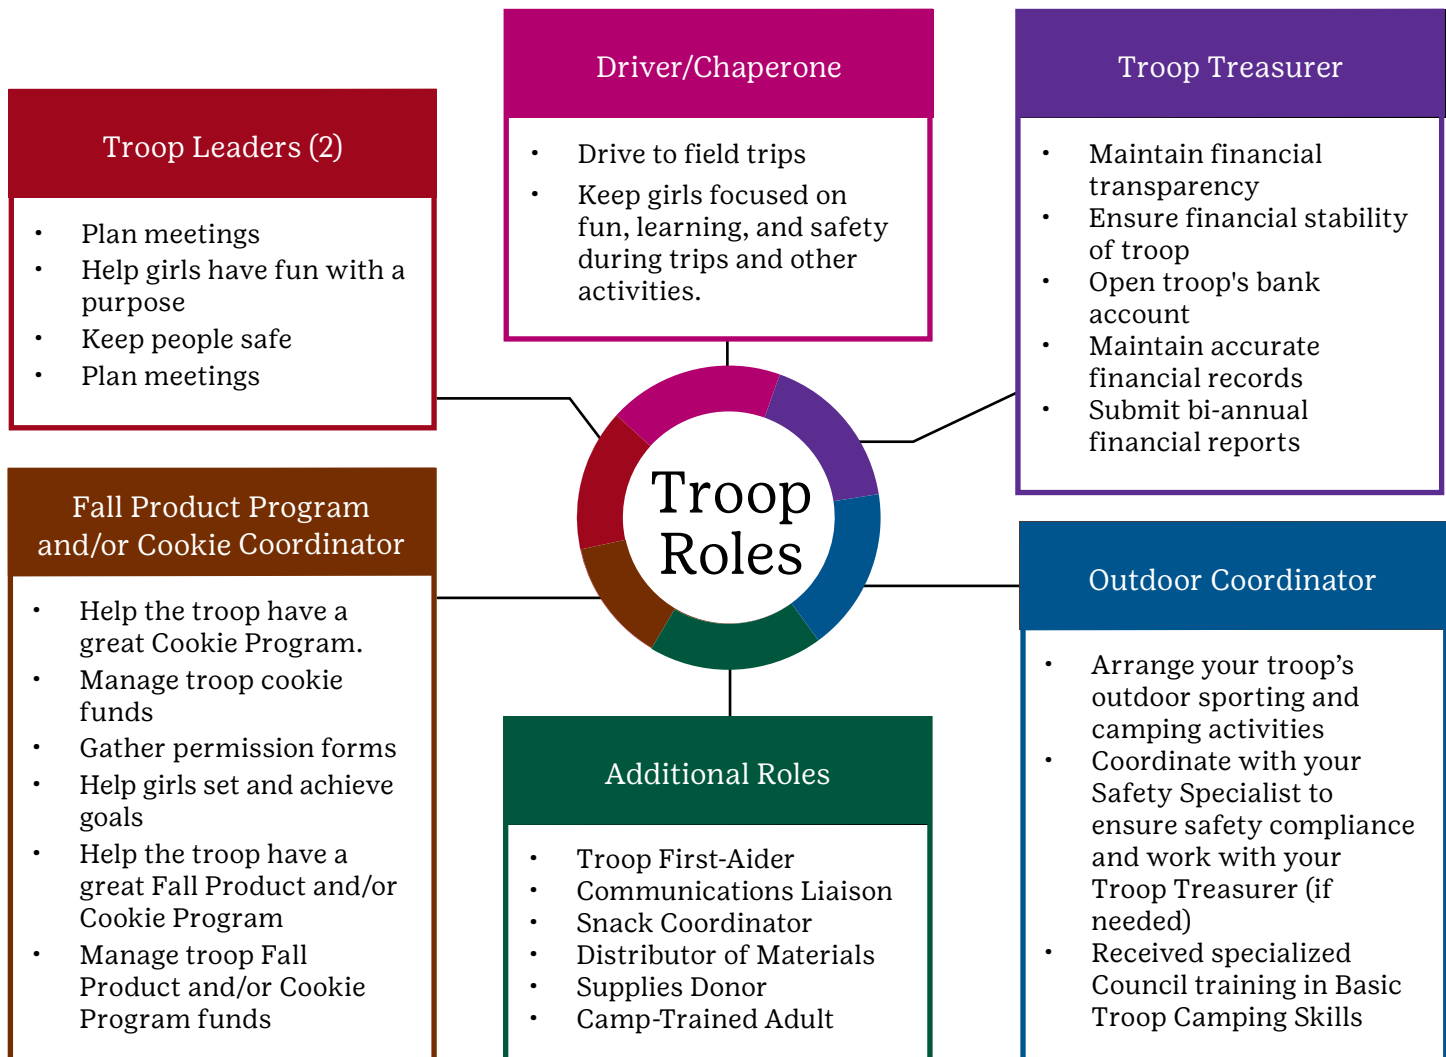 Troop Leaders (2)
• Plan meetings
• Help girls have fun with a
purpose
• Keep people safe
• Plan meetings
Driver/Chaperone
• Drive to field trips
• Keep girls focused on
fun, learning, and safety
during trips and other
activities.
Troop Treasurer
• Maintain financial
transparency
• Ensure financial stability
of troop
• Open troop's bank
account
• Maintain accurate
financial records
• Submit bi-annual
financial reports
Troop
Roles
Fall Product Program
and/or Cookie Coordinator
• Help the troop have a
great Cookie Program.
• Manage troop cookie
funds
• Gather permission forms
• Help girls set and achieve
goals
• Help the troop have a
great Fall Product and/or
Cookie Program
• Manage troop Fall
Product and/or Cookie
Program funds
Additional Roles
• Troop First-Aider
• Communications Liaison
• Snack Coordinator
• Distributor of Materials
• Supplies Donor
• Camp-Trained Adult
Outdoor Coordinator
• Arrange your troop’s
outdoor sporting and
camping activities
• Coordinate with your
Safety Specialist to
ensure safety compliance
and work with your
Troop Treasurer (if
needed)
• Received specialized
Council training in Basic
Troop Camping Skills